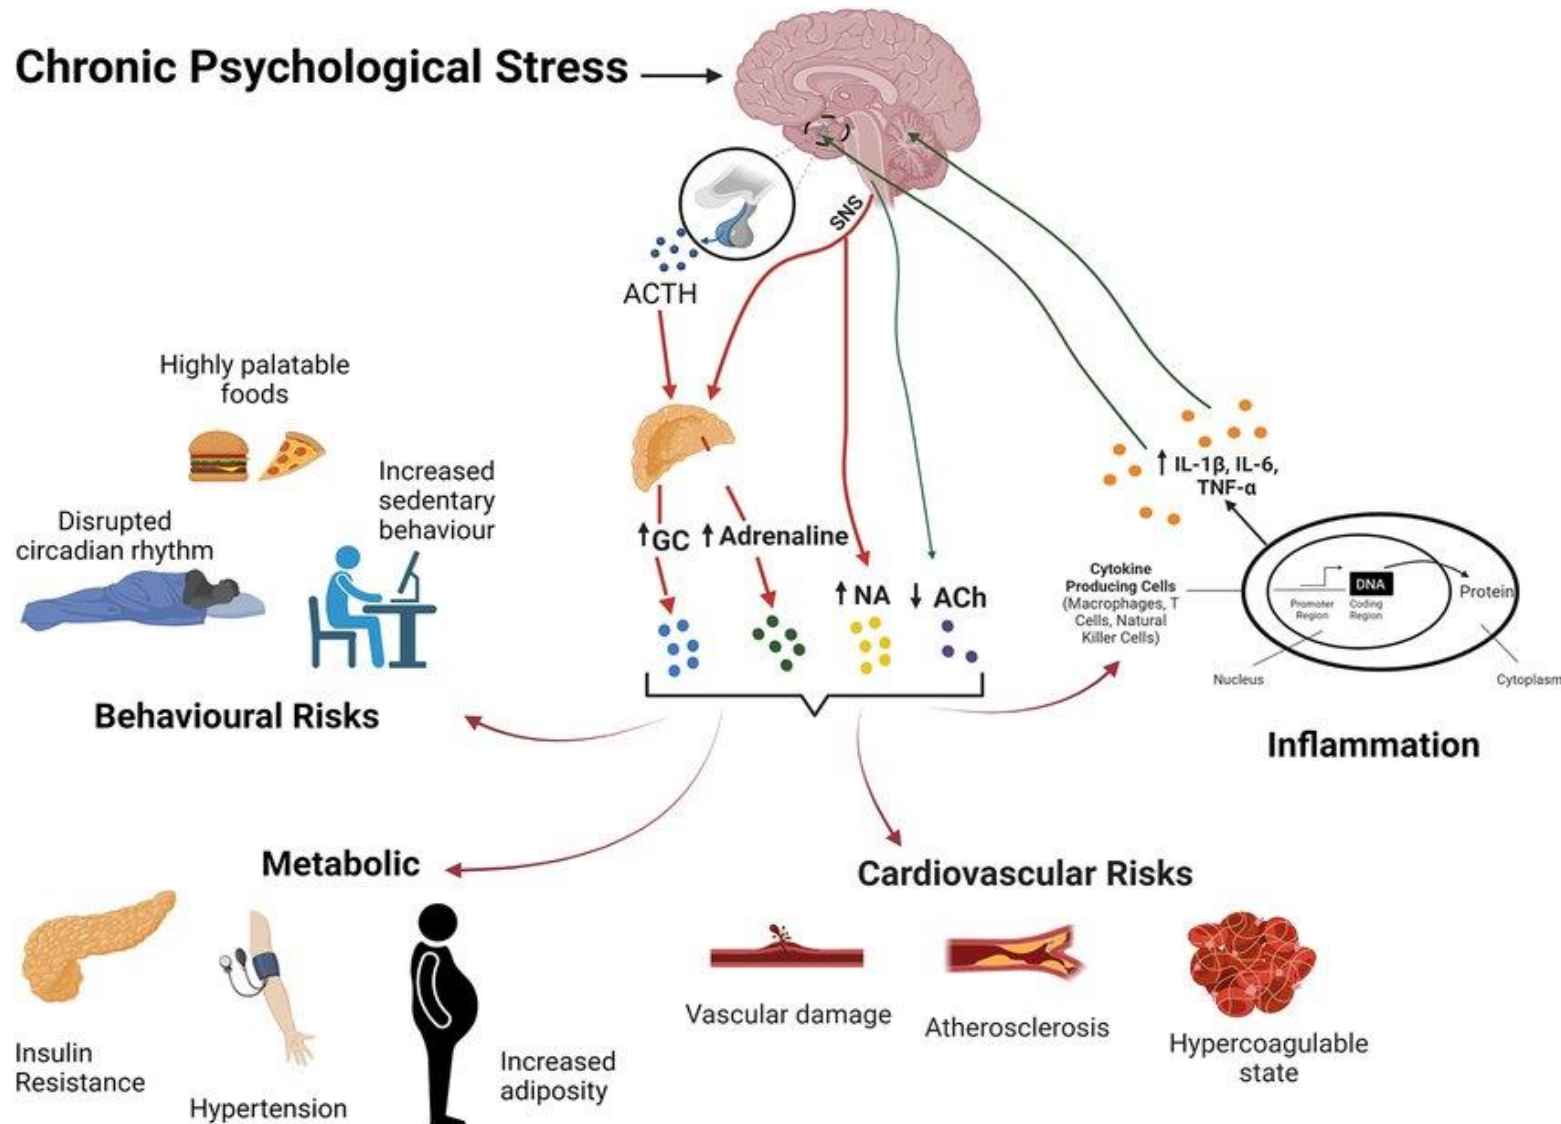 Chronic Psychological Stress
SNS
ACTH
Highly palatable
foods
Increased
sedentary
behaviour
Disrupted
circadian rhythm
Behavioural Risks
↑GC
↑ Adrenaline
↑ NA
↓ ACh
↑ IL-1β, IL-6,
TNF-α
Cytokine
Producing Cells
(Macrophages, T
Cells, Natural
Killer Cells)
DNA
Promoter
Region
Coding
Region
Protein
Nucleus
Cytoplasm
Inflammation
Metabolic
Insulin
Resistance
Hypertension
Increased
adiposity
Cardiovascular Risks
Vascular damage
Atherosclerosis
Hypercoagulable
state